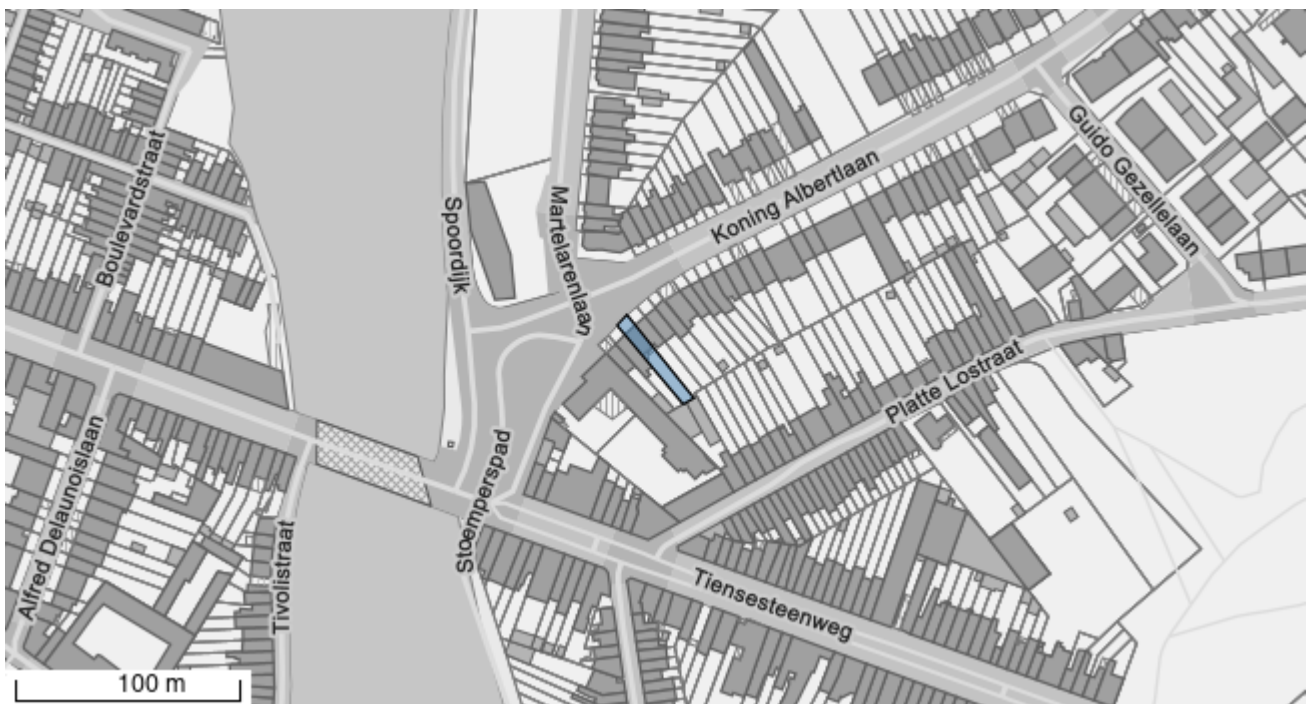 Boulevardstraat
Spoordijk
Martelarenlaan
Koning Albertlaan
Guido Gezellelaan
Platte Lostraat
Alfred Delaunoislaan
Tivolistraat
Stoemperspad
Tiensesteenweg
100 m